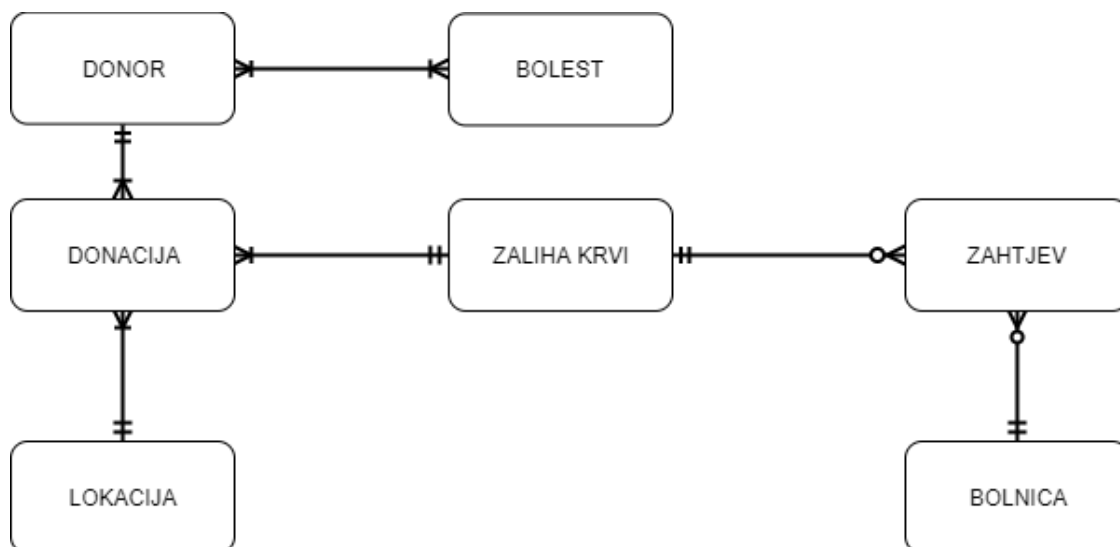 DONOR
BOLEST
DONACIJA
ZALIHA KRVI
ZAHTJEV
LOKACIJA
BOLNICA